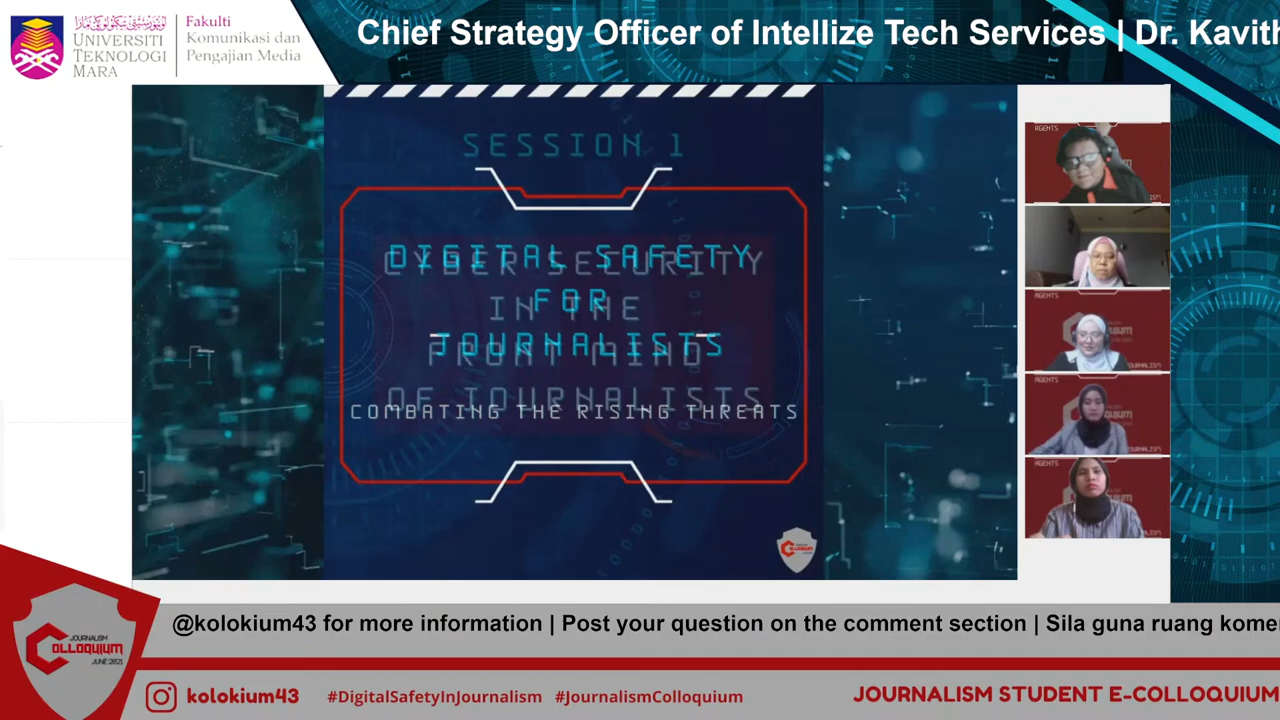 UNIVERSITI
TEKNOLOGI
MARA
Fakulti
Komunikasi dan
Pengajian Media
Chief Strategy Officer of Intellize Tech Services | Dr. Kavith
SESSION 1
DIGITAL SAFETY
FOR
JOURNALISTS
CYBER SECURITY
IN THE
FRONT MIND
OF JOURNALISTS
COMBATING THE RISING THREATS
AGENTS
AGENTS
AGENTS
AGENTS
COLLOQUIUM
@kolokium43 for more information | Post your question on the comment section | Sila guna ruang kome
JOURNALISM
COLLOQUIUM
JUNE 2021
kolokium43
#DigitalSafetyInJournalism #JournalismColloquium
JOURNALISM STUDENT E-COLLOQUIUM